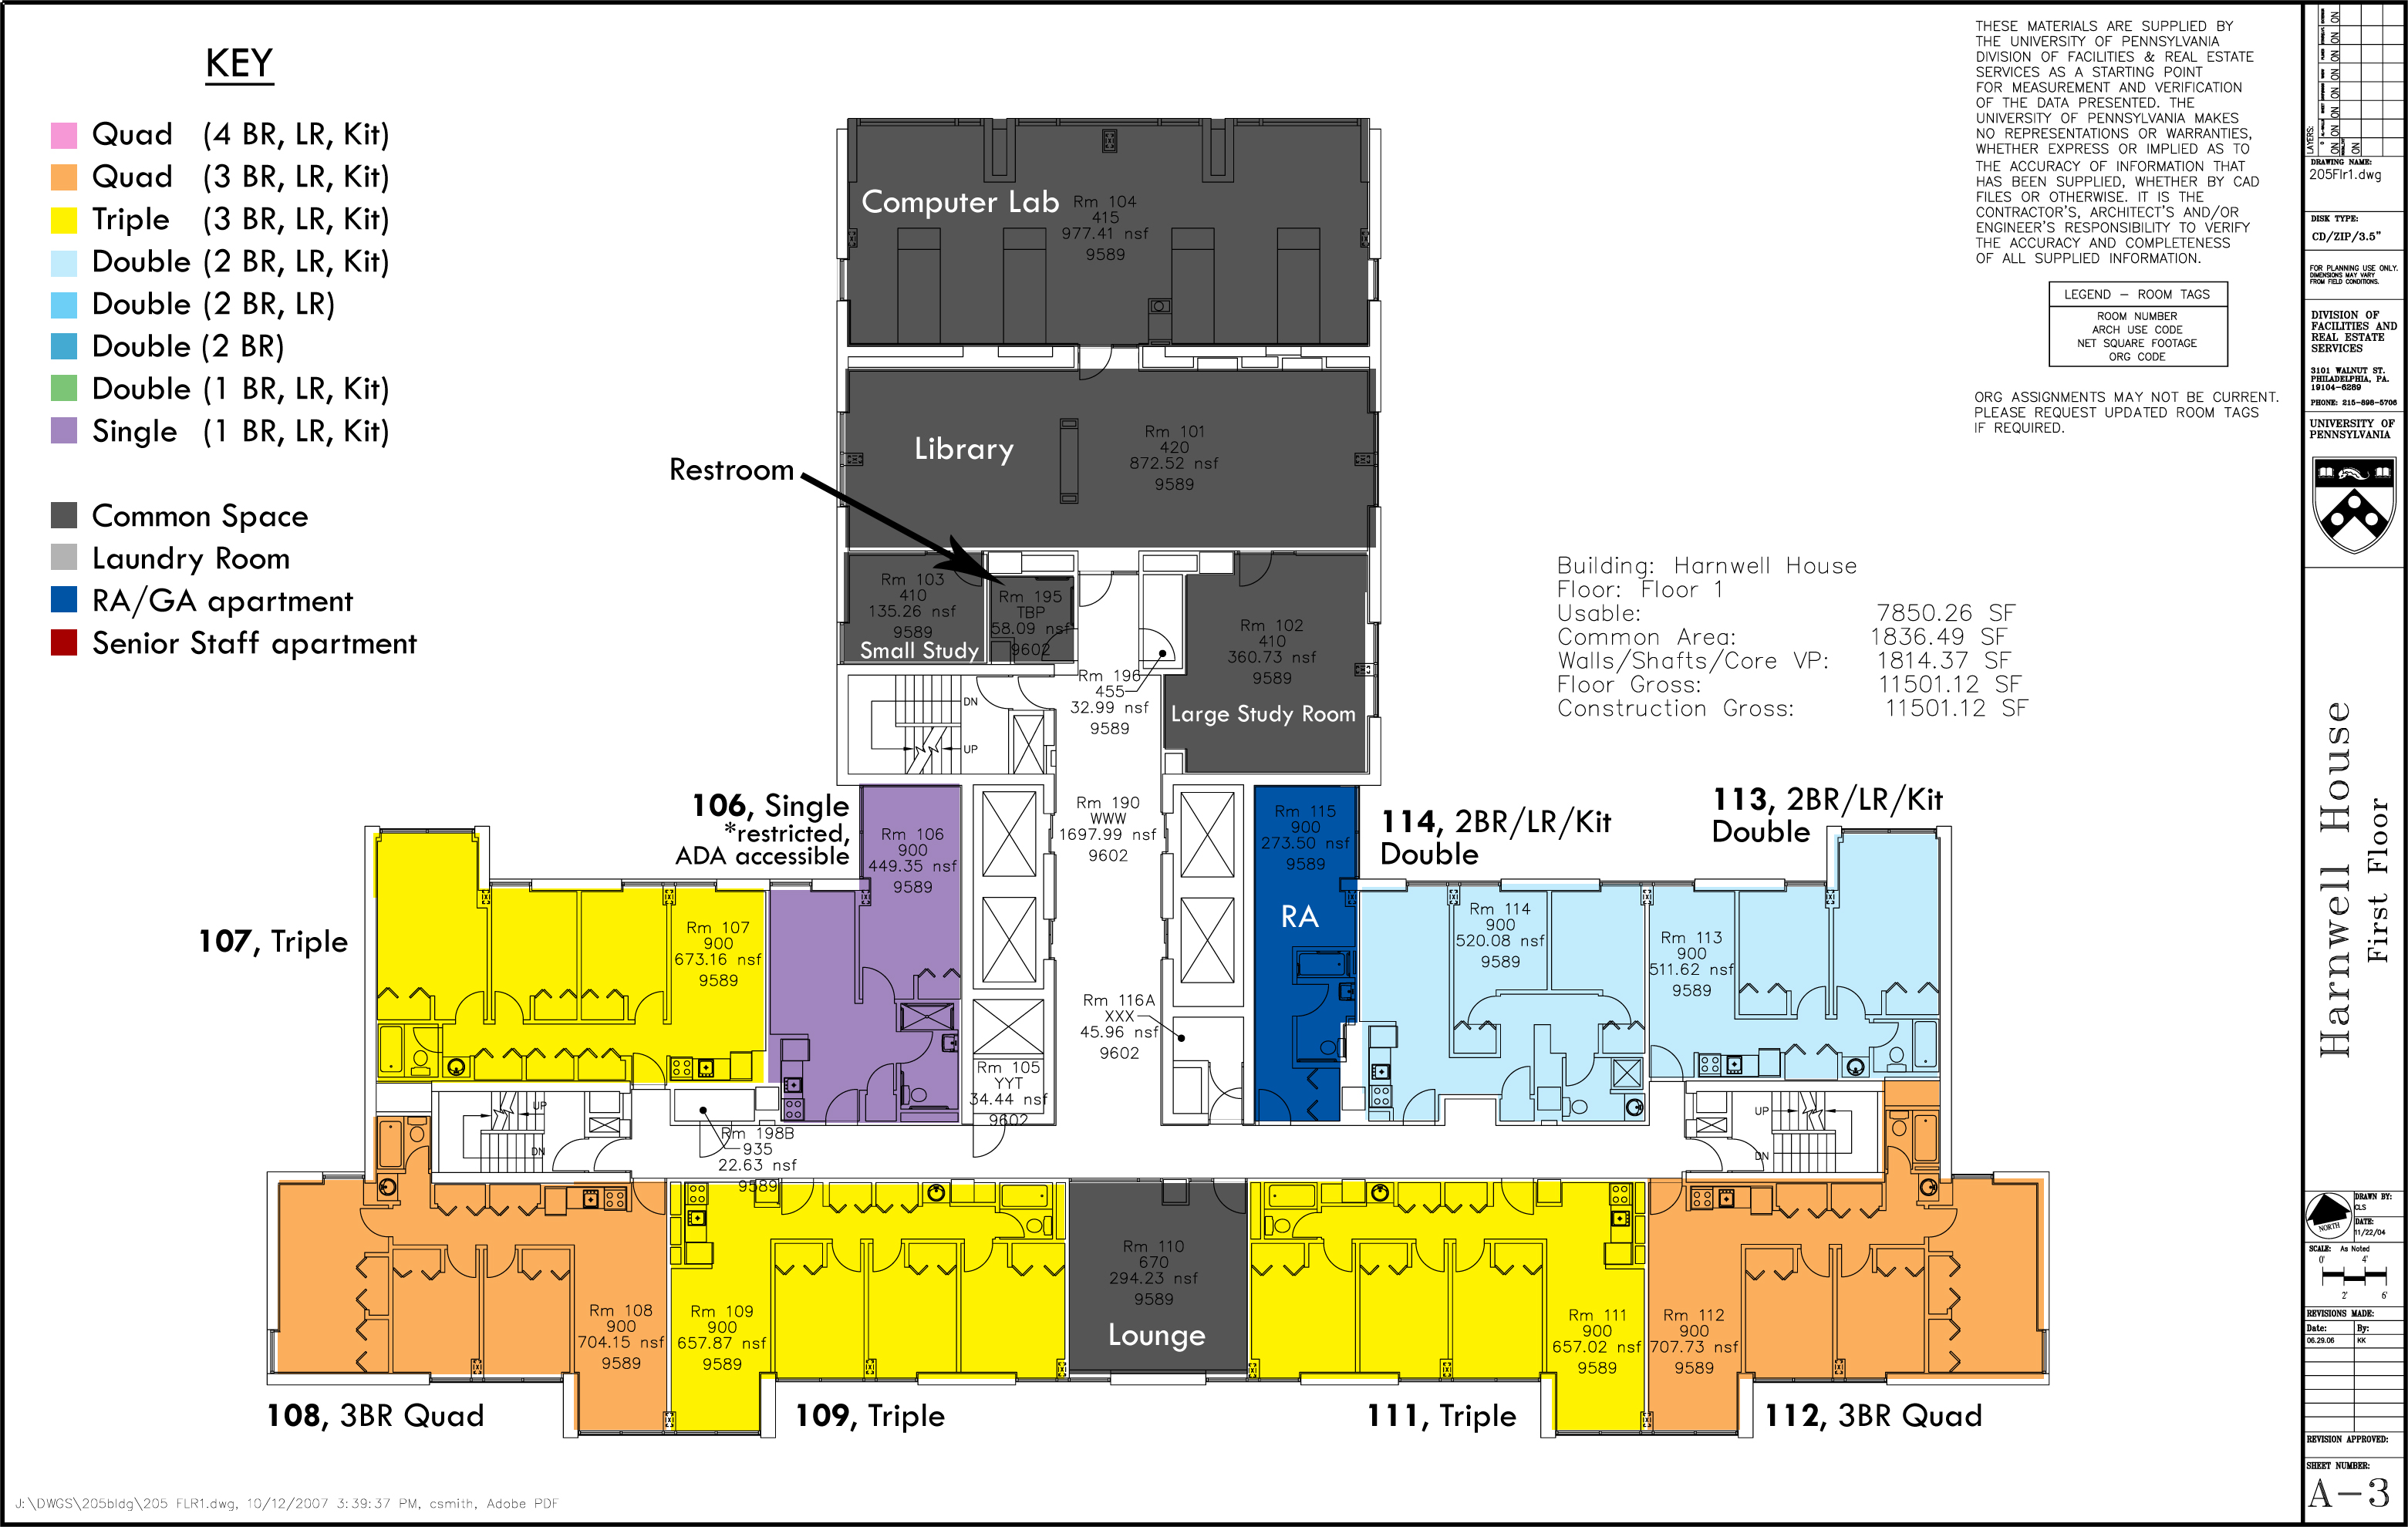 KEY
Quad (4 BR, LR, Kit)
Quad (3 BR, LR, Kit)
Triple (3 BR, LR, Kit)
Double (2 BR, LR, Kit)
Double (2 BR, LR)
Double (2 BR)
Double (1 BR, LR, Kit)
Single (1 BR, LR, Kit)
Common Space
Laundry Room
RA/GA apartment
Senior Staff apartment
THESE MATERIALS ARE SUPPLIED BY
THE UNIVERSITY OF PENNSYLVANIA
DIVISION OF FACILITIES & REAL ESTATE
SERVICES AS A STARTING POINT
FOR MEASUREMENT AND VERIFICATION
OF THE DATA PRESENTED. THE
UNIVERSITY OF PENNSYLVANIA MAKES
NO REPRESENTATIONS OR WARRANTIES,
WHETHER EXPRESS OR IMPLIED AS TO
THE ACCURACY OF INFORMATION THAT
HAS BEEN SUPPLIED, WHETHER BY CAD
FILES OR OTHERWISE. IT IS THE
CONTRACTOR'S, ARCHITECT'S AND/OR
ENGINEER'S RESPONSIBILITY TO VERIFY
THE ACCURACY AND COMPLETENESS
OF ALL SUPPLIED INFORMATION.
LEGEND – ROOM TAGS
ROOM NUMBER
ARCH USE CODE
NET SQUARE FOOTAGE
ORG CODE
ORG ASSIGNMENTS MAY NOT BE CURRENT.
PLEASE REQUEST UPDATED ROOM TAGS
IF REQUIRED.
Building: Harnwell House
Floor: Floor 1
Usable: 7850.26 SF
Common Area: 1836.49 SF
Walls/Shafts/Core VP: 1814.37 SF
Floor Gross: 11501.12 SF
Construction Gross: 11501.12 SF
Computer Lab
Rm 104
415
977.41 nsf
9589
Library
Rm 101
420
872.52 nsf
9589
Restroom
Rm 103
410
135.26 nsf
9589
Small Study
Rm 195
TBP
58.09 nsf
9602
Rm 102
410
360.73 nsf
9589
Large Study Room
Rm 196
455
32.99 nsf
9589
DN
UP
106, Single
*restricted,
ADA accessible
Rm 106
900
449.35 nsf
9589
Rm 190
WWW
1697.99 nsf
9602
Rm 115
900
273.50 nsf
9589
RA
114, 2BR/LR/Kit
Double
113, 2BR/LR/Kit
Double
107, Triple
Rm 107
900
673.16 nsf
9589
Rm 114
900
520.08 nsf
9589
Rm 113
900
511.62 nsf
9589
Rm 116A
XXX
45.96 nsf
9602
Rm 105
YYT
34.44 nsf
9602
UP
DN
UP
DN
Rm 198B
935
22.63 nsf
9589
Rm 108
900
704.15 nsf
9589
Rm 109
900
657.87 nsf
9589
Rm 110
670
294.23 nsf
9589
Lounge
Rm 111
900
657.02 nsf
9589
Rm 112
900
707.73 nsf
9589
108, 3BR Quad
109, Triple
111, Triple
112, 3BR Quad
J:\DWGS\205bldg\205 FLR1.dwg, 10/12/2007 3:39:37 PM, csmith, Adobe PDF
LAYERS:
ON ON ON ON ON ON ON ON
ON
DRAWING NAME:
205Flr1.dwg
DISK TYPE:
CD/ZIP/3.5"
FOR PLANNING USE ONLY.
DIMENSIONS MAY VARY
FROM FIELD CONDITIONS.
DIVISION OF
FACILITIES AND
REAL ESTATE
SERVICES
3101 WALNUT ST.
PHILADELPHIA, PA.
19104-6289
PHONE: 215-898-5706
UNIVERSITY OF
PENNSYLVANIA
Harnwell House
First Floor
NORTH
DRAWN BY:
CLS
DATE:
11/22/04
SCALE: As Noted
0' 4'
2' 6'
REVISIONS MADE:
Date: By:
06.29.06 KK
REVISION APPROVED:
SHEET NUMBER:
A-3